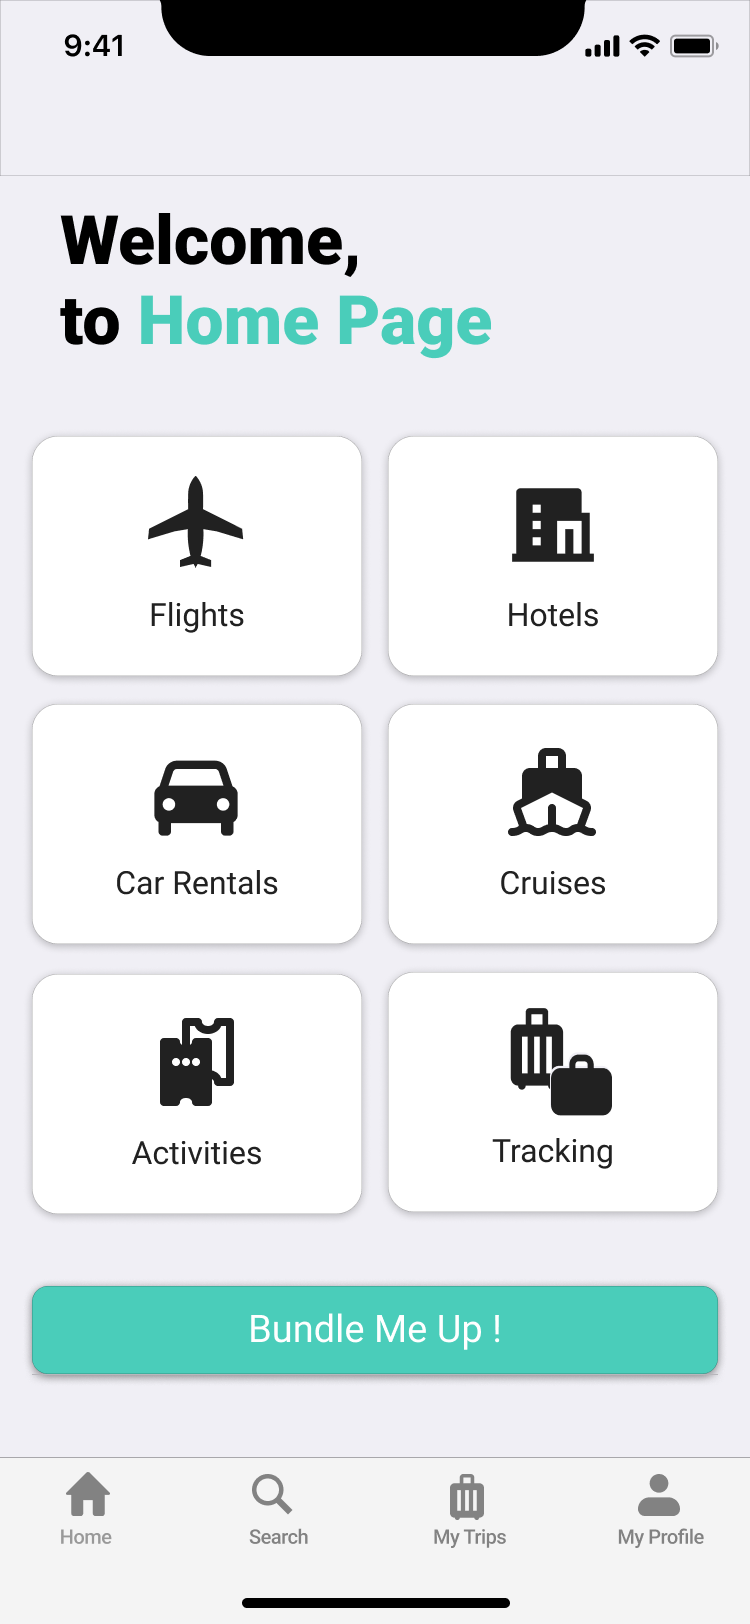 9:41
Welcome,
to Home Page
Flights
Hotels
Car Rentals
Cruises
Activities
Tracking
Bundle Me Up !
Home
Search
My Trips
My Profile